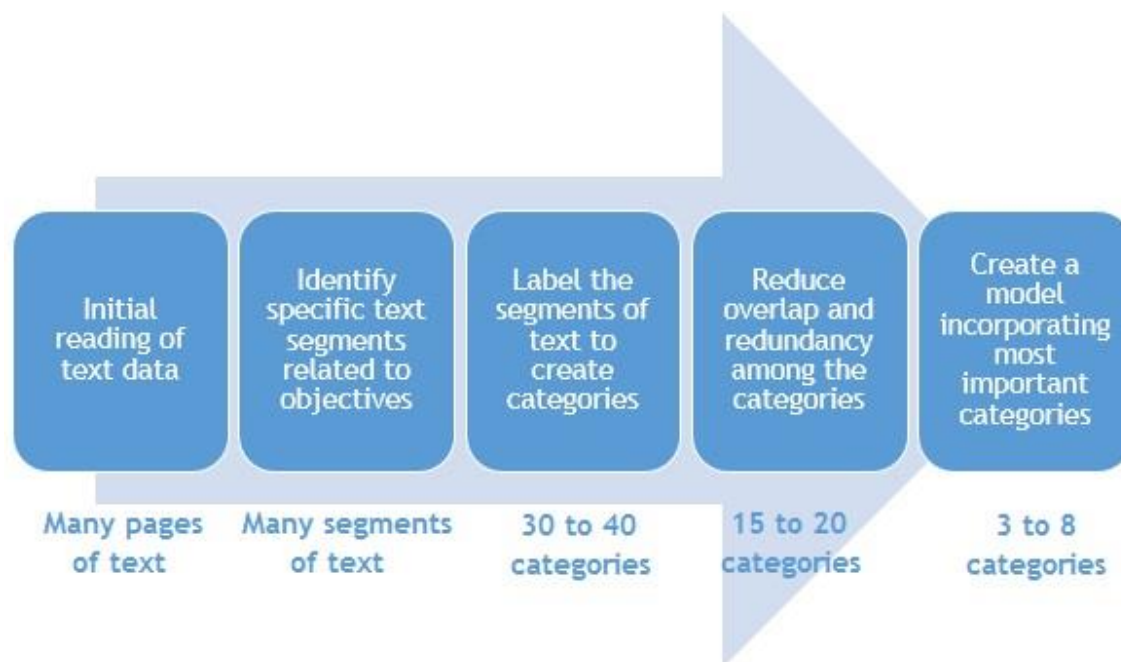 Initial
reading of
text data
Identify
specific text
segments
related to
objectives
Label the
segments of
text to
create
categories
Reduce
overlap and
redundancy
among the
categories
Create a
model
incorporating
most
important
categories
Many pages
of text
Many segments
of text
30 to 40
categories
15 to 20
categories
3 to 8
categories